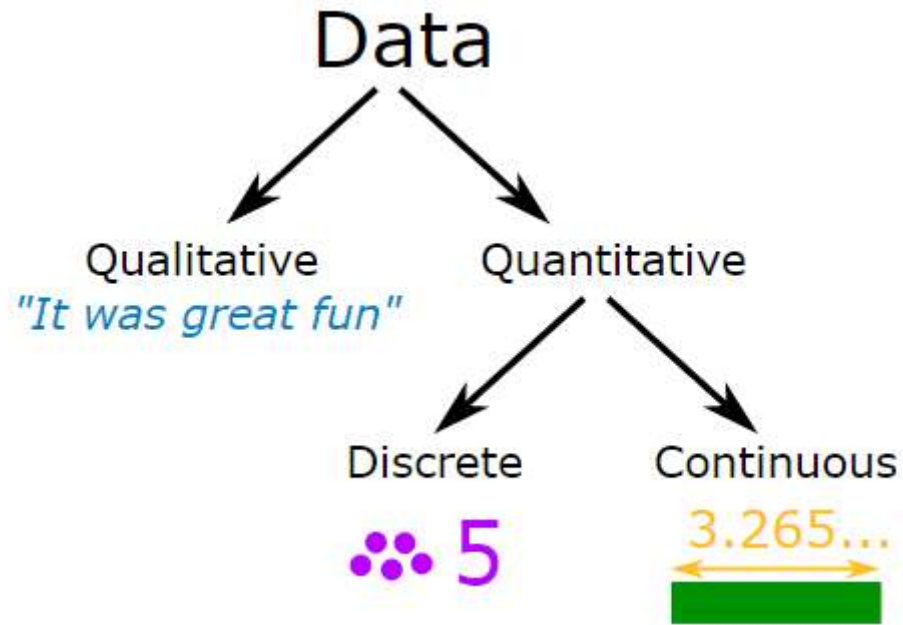 Data
Qualitative
Quantitative
"It was great fun"
Discrete
Continuous
5
3.265...